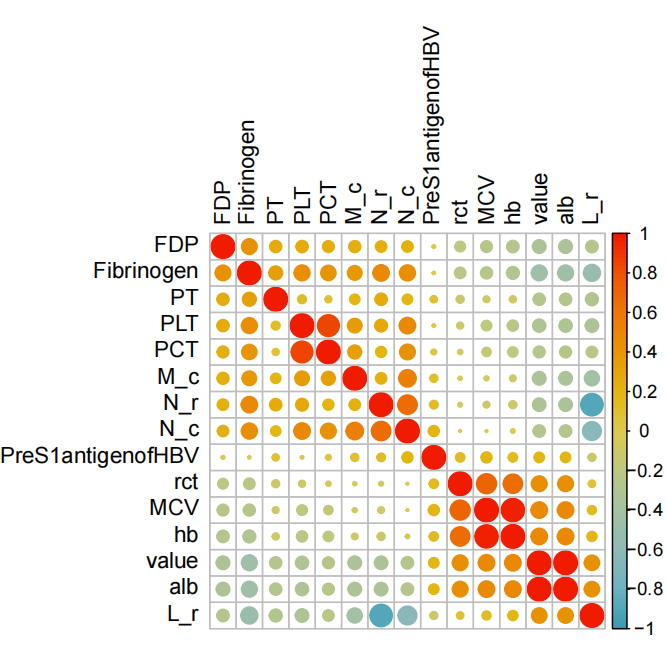 FDP
Fibrinogen
PT
PLT
PCT
M_c
N_r
N_c
PreS1antigenofHBV
rct
MCV
hb
value
alb
L_r
FDP
Fibrinogen
PT
PLT
PCT
M_c
N_r
N_c
PreS1antigenofHBV
rct
MCV
hb
value
alb
L_r
1
0.8
0.6
0.4
0.2
0
−0.2
−0.4
−0.6
−0.8
−1